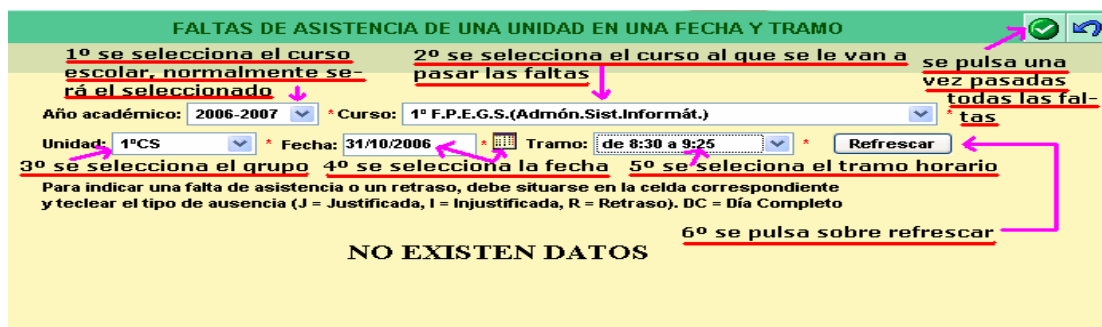 FALTAS DE ASISTENCIA DE UNA UNIDAD EN UNA FECHA Y TRAMO
1º se selecciona el curso
escolar, normalmente se-
rá el seleccionado
2º se selecciona el curso al que se le van a
pasar las faltas
se pulsa una
vez pasadas
todas las fal-
tas
Año académico: 2006-2007 * Curso: 1º F.P.E.G.S.(Admón.Sist.Informát.) *
Unidad: 1ºCS * Fecha: 31/10/2006 * Tramo: de 8:30 a 9:25 * Refrescar
3º se selecciona el grupo 4º se selecciona la fecha 5º se seleciona el tramo horario
Para indicar una falta de asistencia o un retraso, debe situarse en la celda correspondiente
y teclear el tipo de ausencia (J = Justificada, I = Injustificada, R = Retraso). DC = Día Completo
6º se pulsa sobre refrescar
NO EXISTEN DATOS